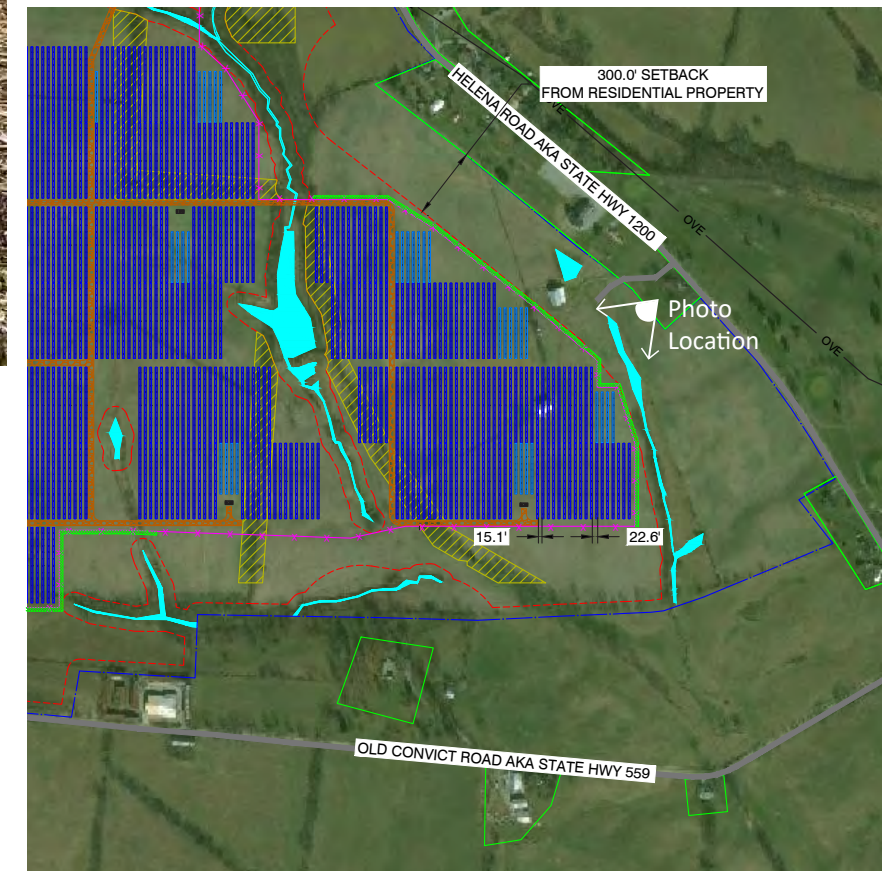 300.0' SETBACK
FROM RESIDENTIAL PROPERTY
OVE
HELENA ROAD AKA STATE HWY 1200
OVE
Photo
Location
OVE
15.1'
22.6'
OLD CONVICT ROAD AKA STATE HWY 559